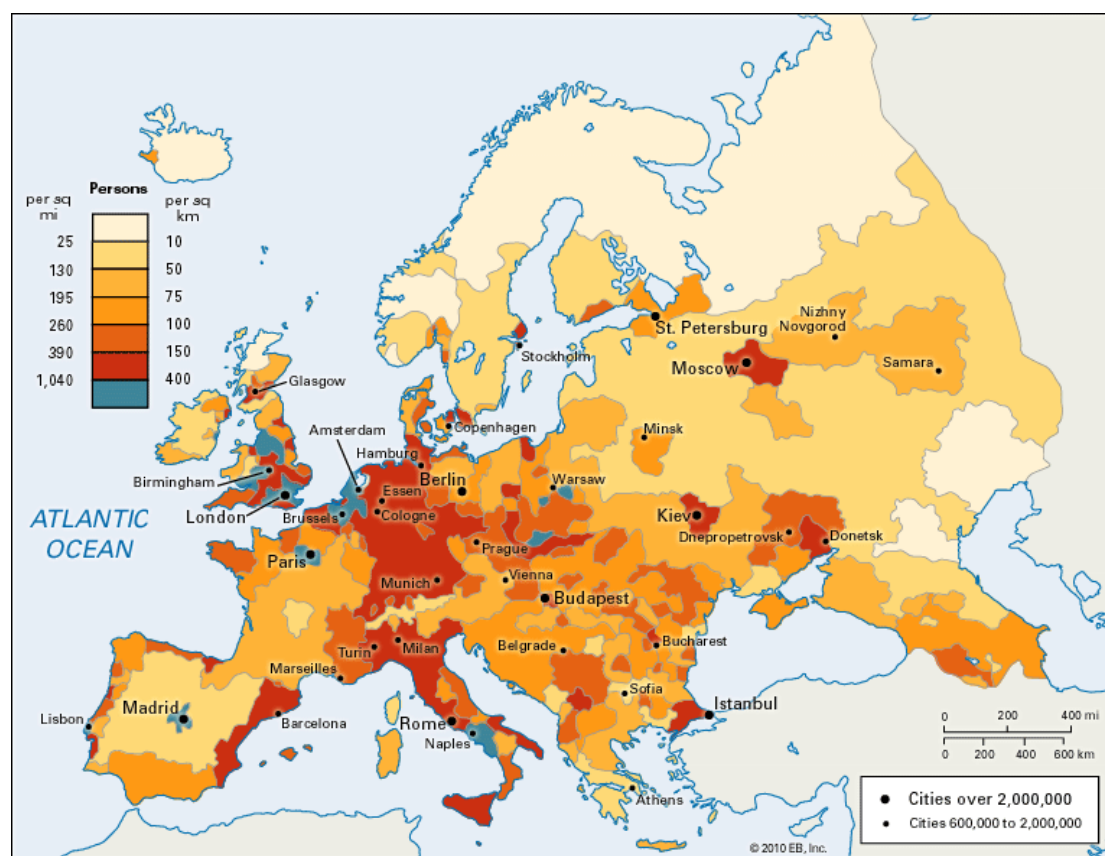 Persons
per sq
mi
per sq
km
25
10
130
50
195
75
260
100
390
150
1,040
400
ATLANTIC
OCEAN
Glasgow
Stockholm
St. Petersburg
Nizhny
Novgorod
Moscow
Samara
Copenhagen
Amsterdam
Hamburg
Minsk
Birmingham
Berlin
Warsaw
Essen
London
Brussels
Cologne
Kiev
Dnepropetrovsk
Donetsk
Prague
Paris
Munich
Vienna
Budapest
Turin
Milan
Belgrade
Bucharest
Marseilles
Sofia
Madrid
Lisbon
Barcelona
Rome
Naples
Istanbul
Athens
0 200 400 mi
0 200 400 600 km
Cities over 2,000,000
Cities 600,000 to 2,000,000
© 2010 EB, Inc.